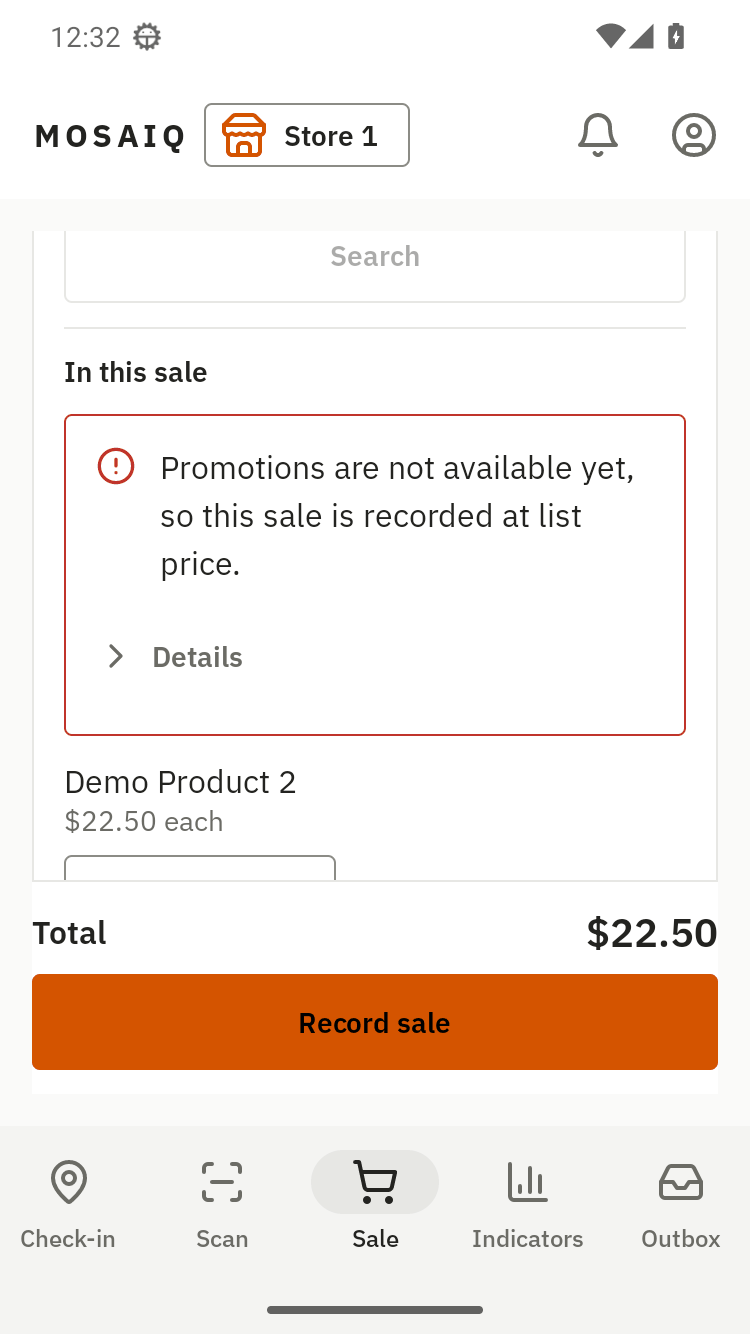 12:32
MOSAIQ
Store 1
Search
In this sale
Promotions are not available yet,
so this sale is recorded at list
price.
Details
Demo Product 2
$22.50 each
Total
$22.50
Record sale
Check-in
Scan
Sale
Indicators
Outbox